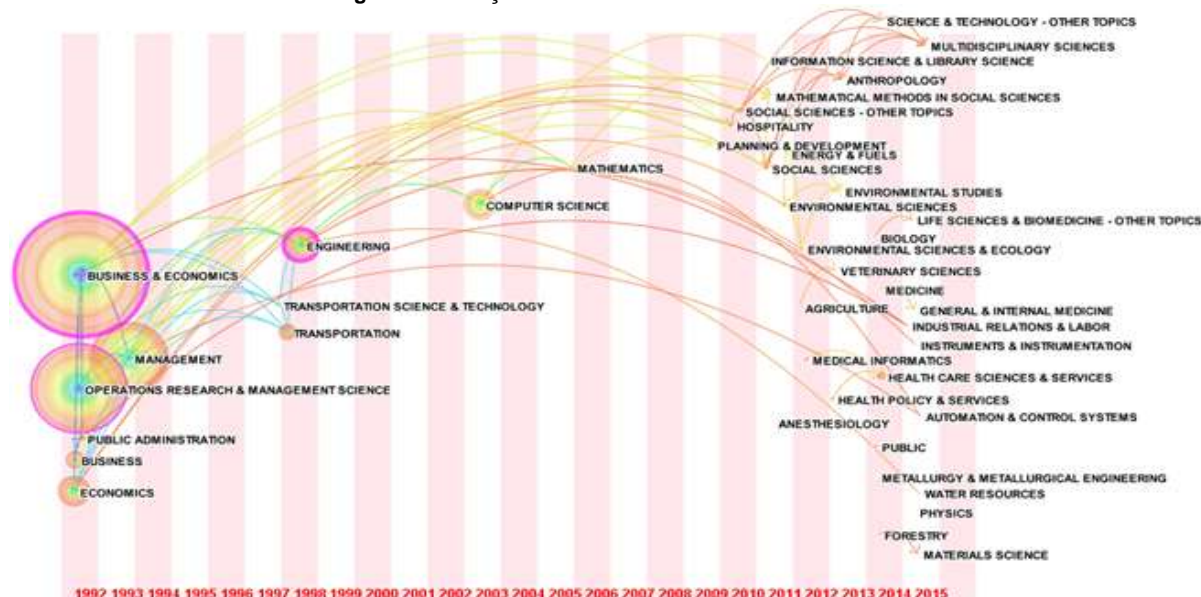 SCIENCE & TECHNOLOGY - OTHER TOPICS
MULTIDISCIPLINARY SCIENCES
INFORMATION SCIENCE & LIBRARY SCIENCE
ANTHROPOLOGY
MATHEMATICAL METHODS IN SOCIAL SCIENCES
SOCIAL SCIENCES - OTHER TOPICS
HOSPITALITY
PLANNING & DEVELOPMENT
ENERGY & FUELS
MATHEMATICS
SOCIAL SCIENCES
ENVIRONMENTAL STUDIES
COMPUTER SCIENCE
ENVIRONMENTAL SCIENCES
LIFE SCIENCES & BIOMEDICINE - OTHER TOPICS
BIOLOGY
ENGINEERING
ENVIRONMENTAL SCIENCES & ECOLOGY
BUSINESS & ECONOMICS
VETERINARY SCIENCES
MEDICINE
TRANSPORTATION SCIENCE & TECHNOLOGY
AGRICULTURE
GENERAL & INTERNAL MEDICINE
INDUSTRIAL RELATIONS & LABOR
TRANSPORTATION
INSTRUMENTS & INSTRUMENTATION
MANAGEMENT
MEDICAL INFORMATICS
HEALTH CARE SCIENCES & SERVICES
OPERATIONS RESEARCH & MANAGEMENT SCIENCE
HEALTH POLICY & SERVICES
AUTOMATION & CONTROL SYSTEMS
ANESTHESIOLOGY
PUBLIC ADMINISTRATION
PUBLIC
BUSINESS
METALLURGY & METALLURGICAL ENGINEERING
ECONOMICS
WATER RESOURCES
PHYSICS
FORESTRY
MATERIALS SCIENCE
1992 1993 1994 1995 1996 1997 1998 1999 2000 2001 2002 2003 2004 2005 2006 2007 2008 2009 2010 2011 2012 2013 2014 2015